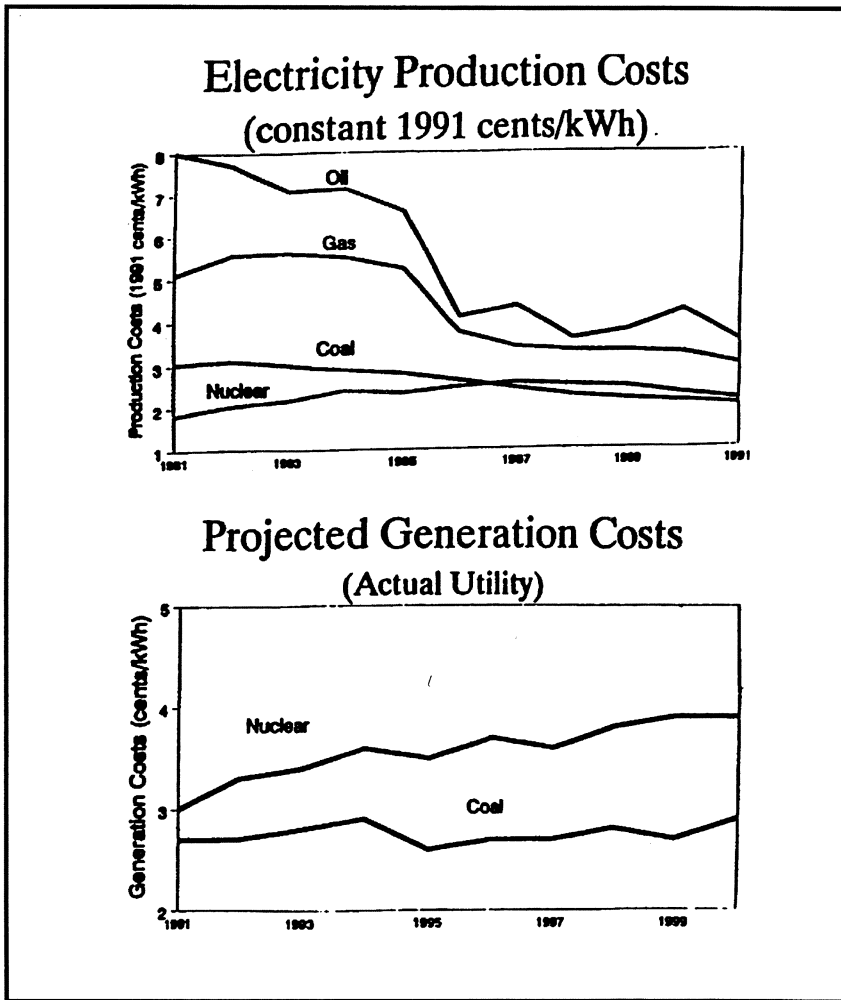 Electricity Production Costs
(constant 1991 cents/kWh)
Production Costs (1991 cents/kWh)
8
7
6
5
4
3
2
1
Oil
Gas
Coal
Nuclear
1981
1983
1985
1987
1989
1991
Projected Generation Costs
(Actual Utility)
Generation Costs (cents/kWh)
5
4
3
2
Nuclear
Coal
1991
1993
1995
1997
1999